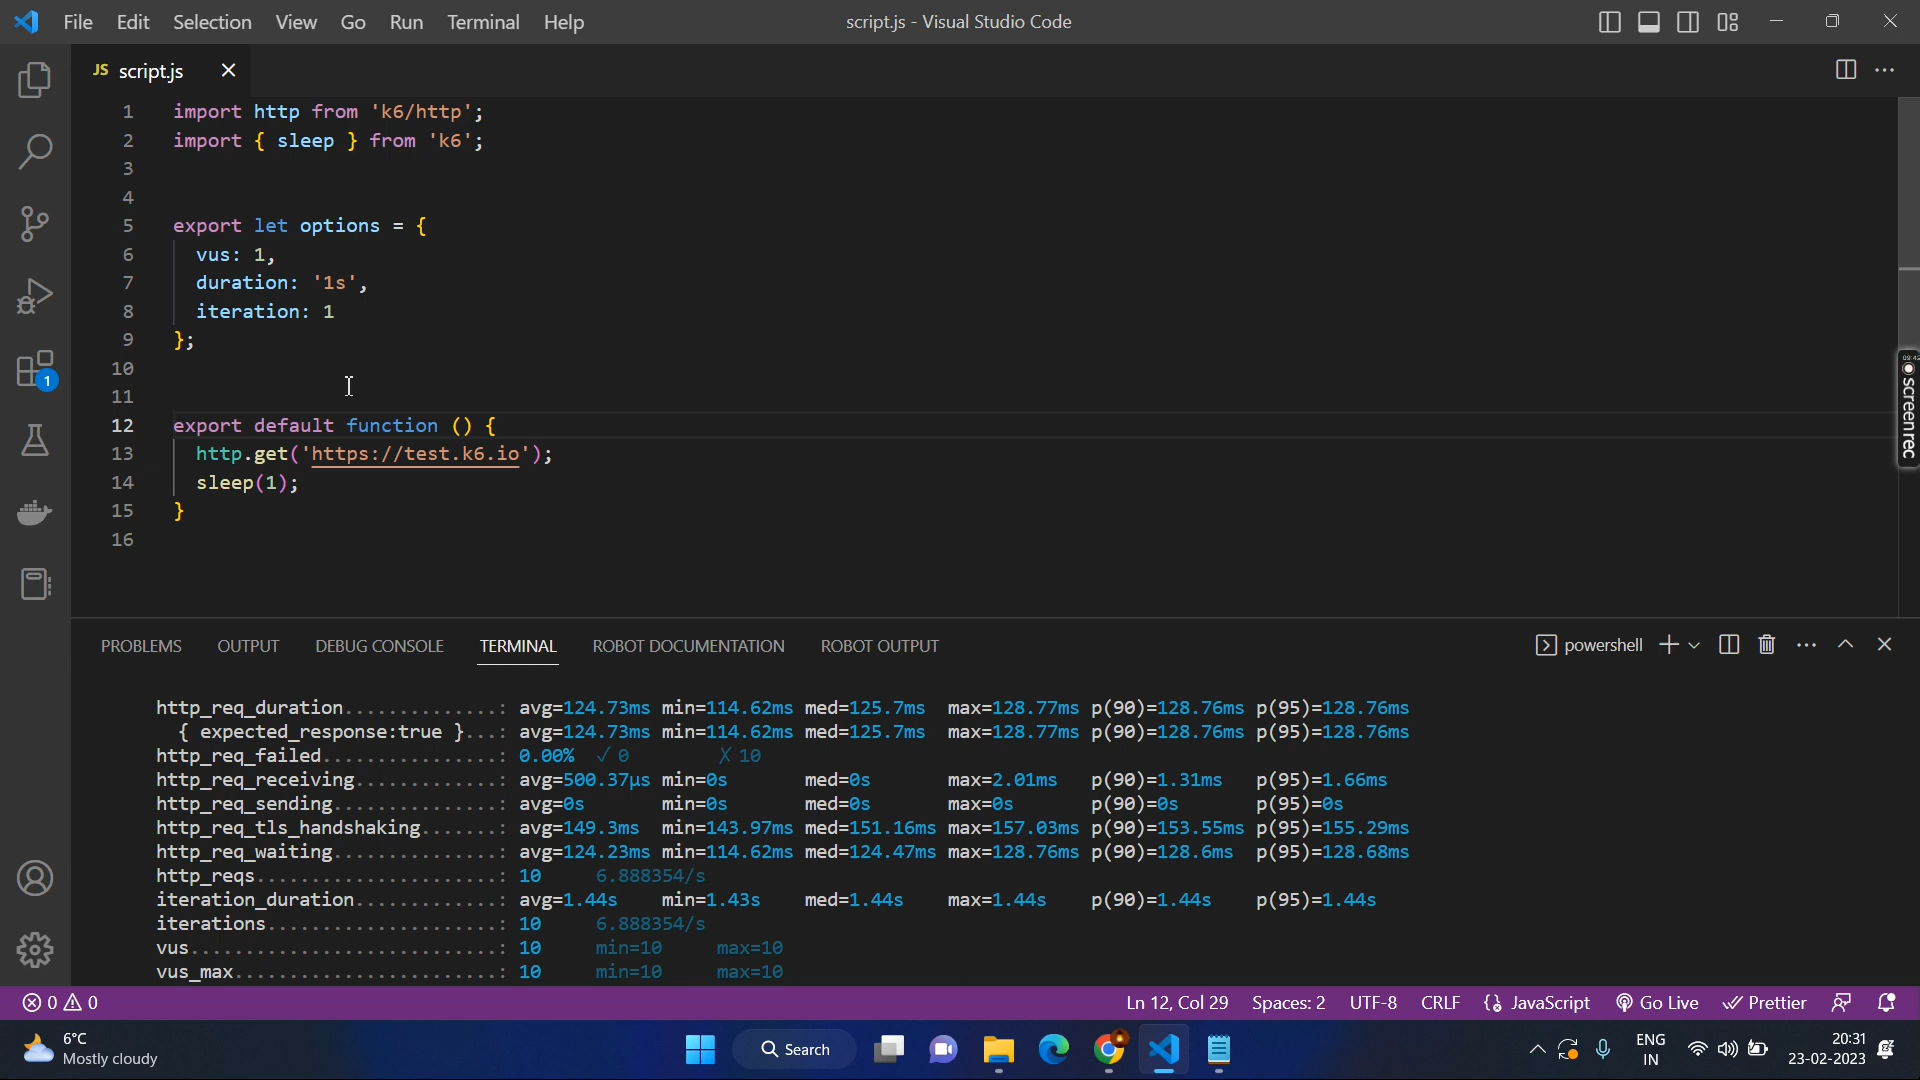 File Edit Selection View Go Run Terminal Help
script.js - Visual Studio Code
JS script.js
1 import http from 'k6/http';
2 import { sleep } from 'k6';
3
4
5 export let options = {
6 vus: 1,
7 duration: '1s',
8 iteration: 1
9 };
10
11
12 export default function () {
13 http.get('https://test.k6.io');
14 sleep(1);
15 }
16
1
09:42
screenrec
PROBLEMS OUTPUT DEBUG CONSOLE TERMINAL ROBOT DOCUMENTATION ROBOT OUTPUT
powershell
http_req_duration..............: avg=124.73ms min=114.62ms med=125.7ms max=128.77ms p(90)=128.76ms p(95)=128.76ms
{ expected_response:true }...: avg=124.73ms min=114.62ms med=125.7ms max=128.77ms p(90)=128.76ms p(95)=128.76ms
http_req_failed................: 0.00% ✓ 0 ✗ 10
http_req_receiving.............: avg=500.37µs min=0s med=0s max=2.01ms p(90)=1.31ms p(95)=1.66ms
http_req_sending...............: avg=0s min=0s med=0s max=0s p(90)=0s p(95)=0s
http_req_tls_handshaking.......: avg=149.3ms min=143.97ms med=151.16ms max=157.03ms p(90)=153.55ms p(95)=155.29ms
http_req_waiting...............: avg=124.23ms min=114.62ms med=124.47ms max=128.76ms p(90)=128.6ms p(95)=128.68ms
http_reqs......................: 10 6.888354/s
iteration_duration.............: avg=1.44s min=1.43s med=1.44s max=1.44s p(90)=1.44s p(95)=1.44s
iterations.....................: 10 6.888354/s
vus............................: 10 min=10 max=10
vus_max........................: 10 min=10 max=10
0 0
Ln 12, Col 29 Spaces: 2 UTF-8 CRLF JavaScript Go Live Prettier
6°C
Mostly cloudy
Search
ENG
IN
20:31
23-02-2023